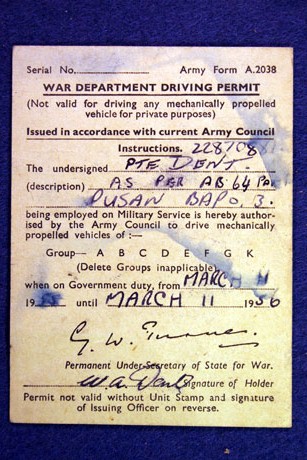 Serial No. Army Form A.2038
WAR DEPARTMENT DRIVING PERMIT
(Not valid for driving any mechanically propelled
vehicle for private purposes)
Issued in accordance with current Army Council
Instructions.
The undersigned PTE DENT.
(description) AS PER AB 64
PUSAN BAPO. 3.
being employed on Military Service is hereby author-
ised by the Army Council to drive mechanically
propelled vehicles of :—
Group— A B C D E F G K
(Delete Groups inapplicable)
when on Government duty, from MARCH 11
19 until MARCH 11 1956
G. W.
Permanent Under-Secretary of State for War.
W.A. Dent Signature of Holder
Permit not valid without Unit Stamp and signature
of Issuing Officer on reverse.